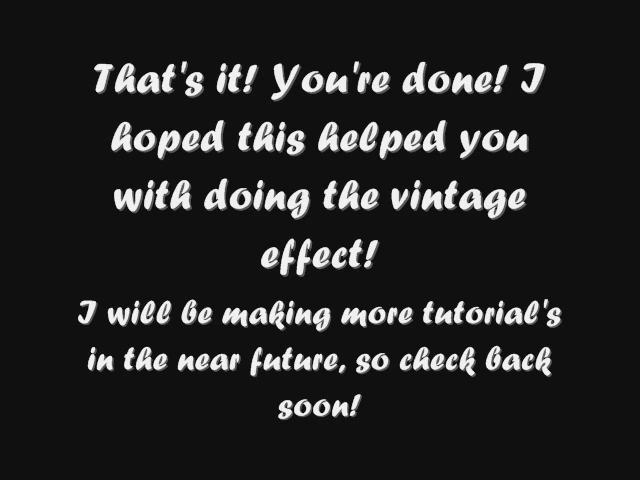 That's it! You're done! I
hoped this helped you
with doing the vintage
effect!
I will be making more tutorial's
in the near future, so check back
soon!